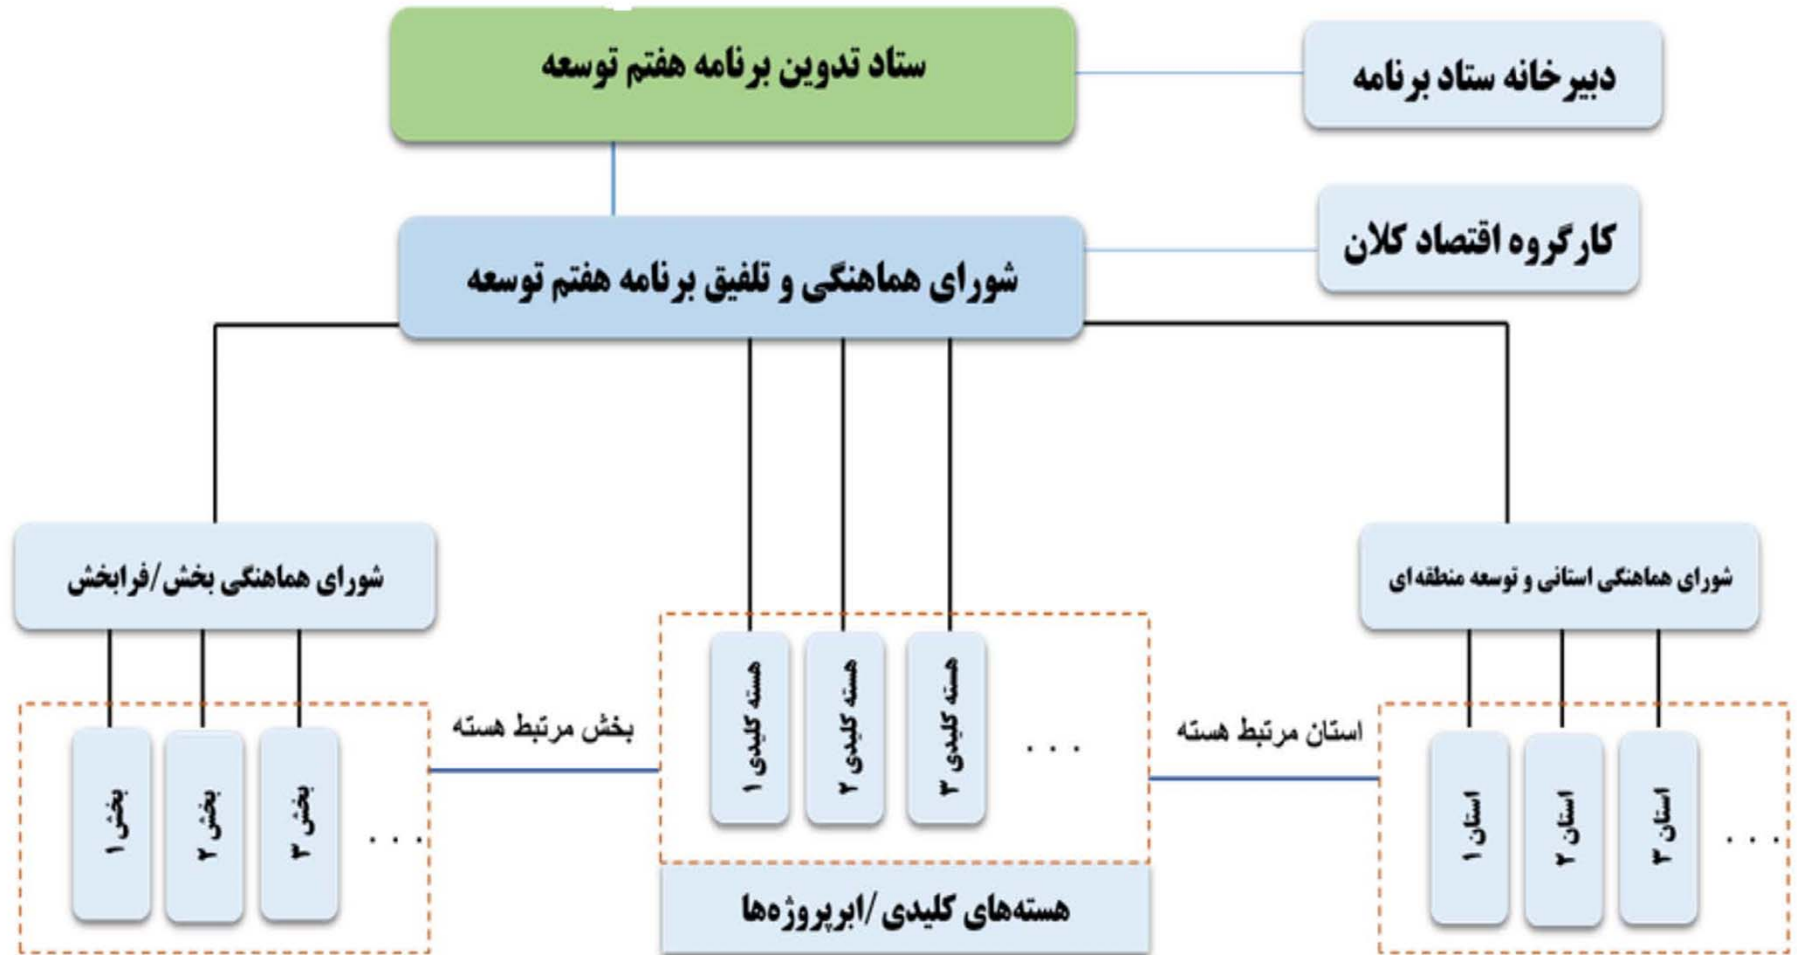 ستاد تدوین برنامه هفتم توسعه
دبیرخانه ستاد برنامه
کارگروه اقتصاد کلان
شورای هماهنگی و تلفیق برنامه هفتم توسعه
شورای هماهنگی استانی و توسعه منطقه ای
شورای هماهنگی بخش/فرابخش
استان ۱
استان ۲
استان ۳
. . .
استان مرتبط هسته
هسته کلیدی ۱
هسته کلیدی ۲
هسته کلیدی ۳
. . .
هسته‌های کلیدی /ابرپروژه‌ها
بخش مرتبط هسته
بخش ۱
بخش ۲
بخش ۳
. . .